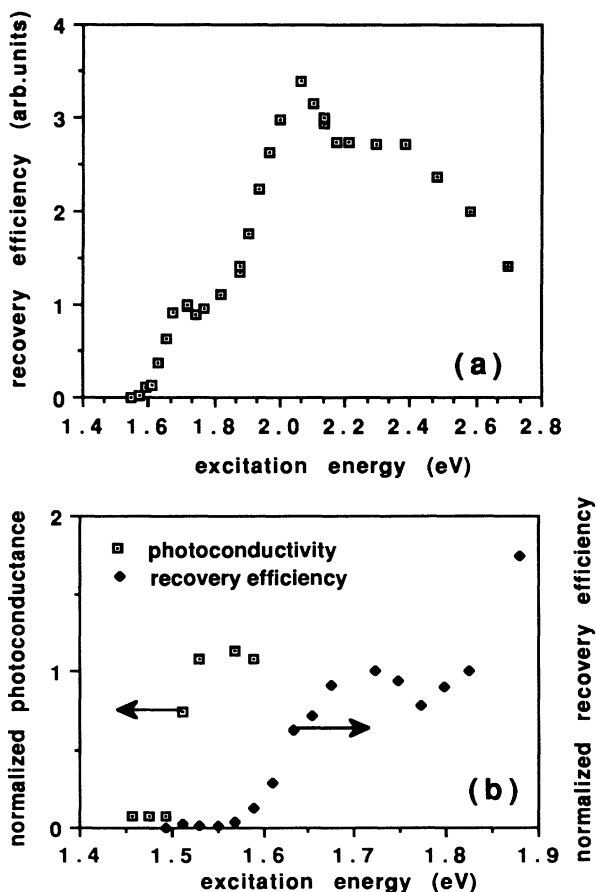 recovery efficiency (arb.units)
4
3
2
1
0
1.4 1.6 1.8 2.0 2.2 2.4 2.6 2.8
(a)
excitation energy (eV)
normalized photoconductance
normalized recovery efficiency
2
1
0
photoconductivity
recovery efficiency
(b)
1.4 1.5 1.6 1.7 1.8 1.9
excitation energy (eV)